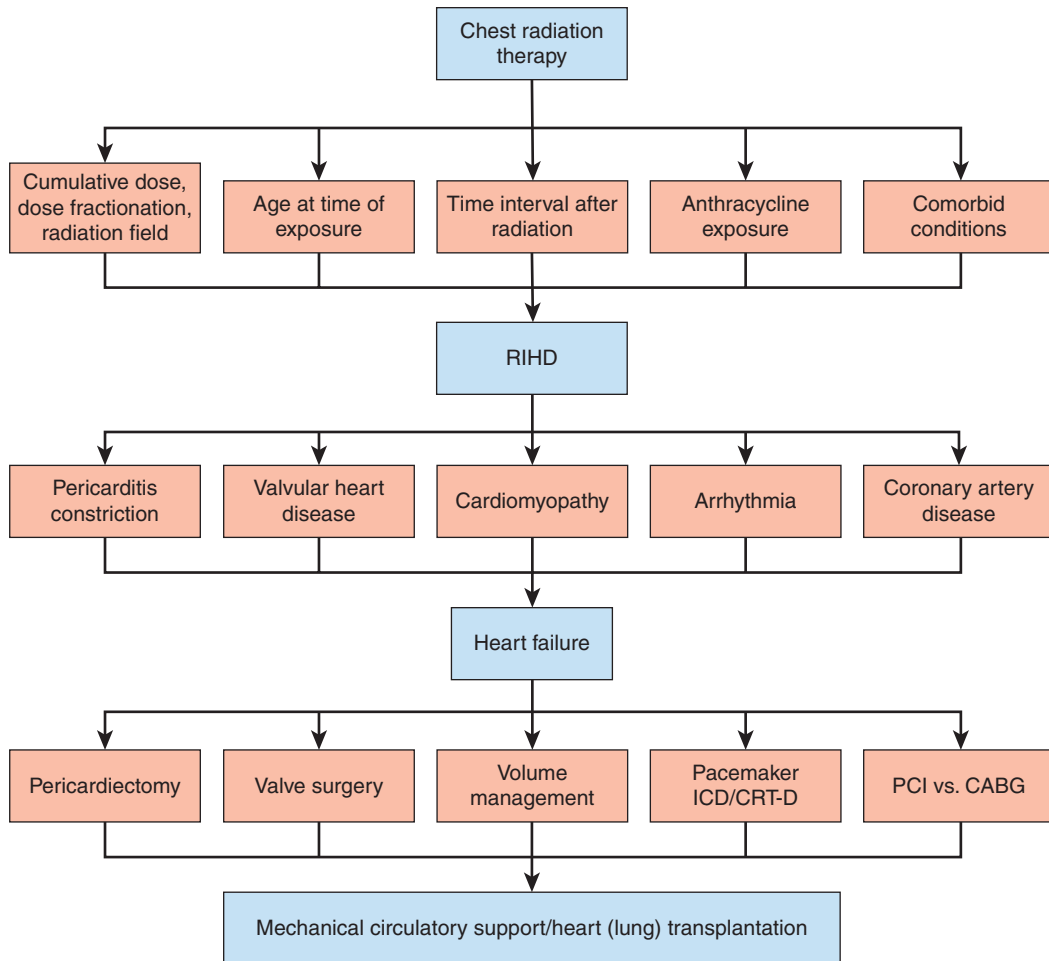 Chest radiation
therapy
Cumulative dose,
dose fractionation,
radiation field
Age at time of
exposure
Time interval after
radiation
Anthracycline
exposure
Comorbid
conditions
RIHD
Pericarditis
constriction
Valvular heart
disease
Cardiomyopathy
Arrhythmia
Coronary artery
disease
Heart failure
Pericardiectomy
Valve surgery
Volume
management
Pacemaker
ICD/CRT-D
PCI vs. CABG
Mechanical circulatory support/heart (lung) transplantation